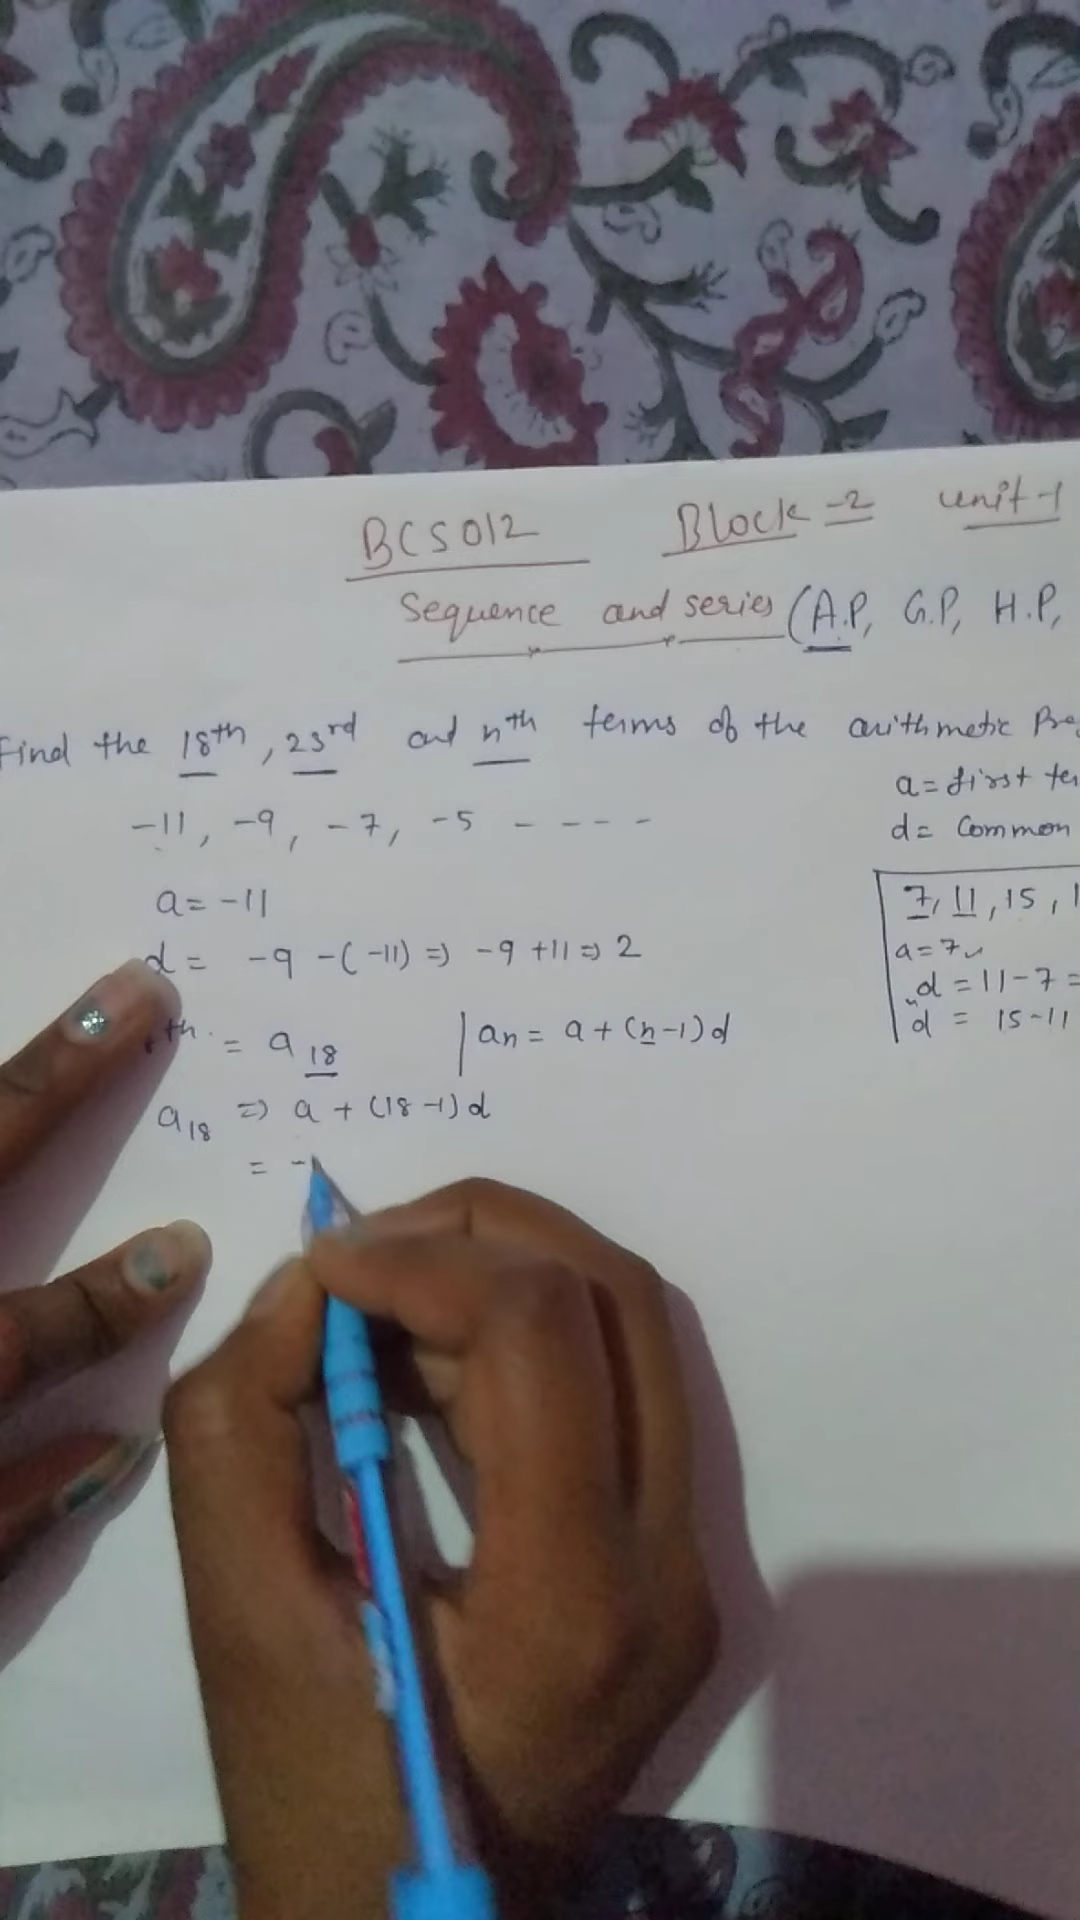 BCS012 Block-2 unit-1
Sequence and series (A.P, G.P, H.P,
Find the 18th, 23rd and nth terms of the arithmetic
-11, -9, -7, -5 - - - -
a = first
d = Common
a = -11
d = -9 -(-11) => -9 +11 => 2
7, 11, 15,
a = 7
d = 11-7 =
d = 15-11
th. = a18 | an = a + (n-1)d
a18 => a + (18-1)d
= -